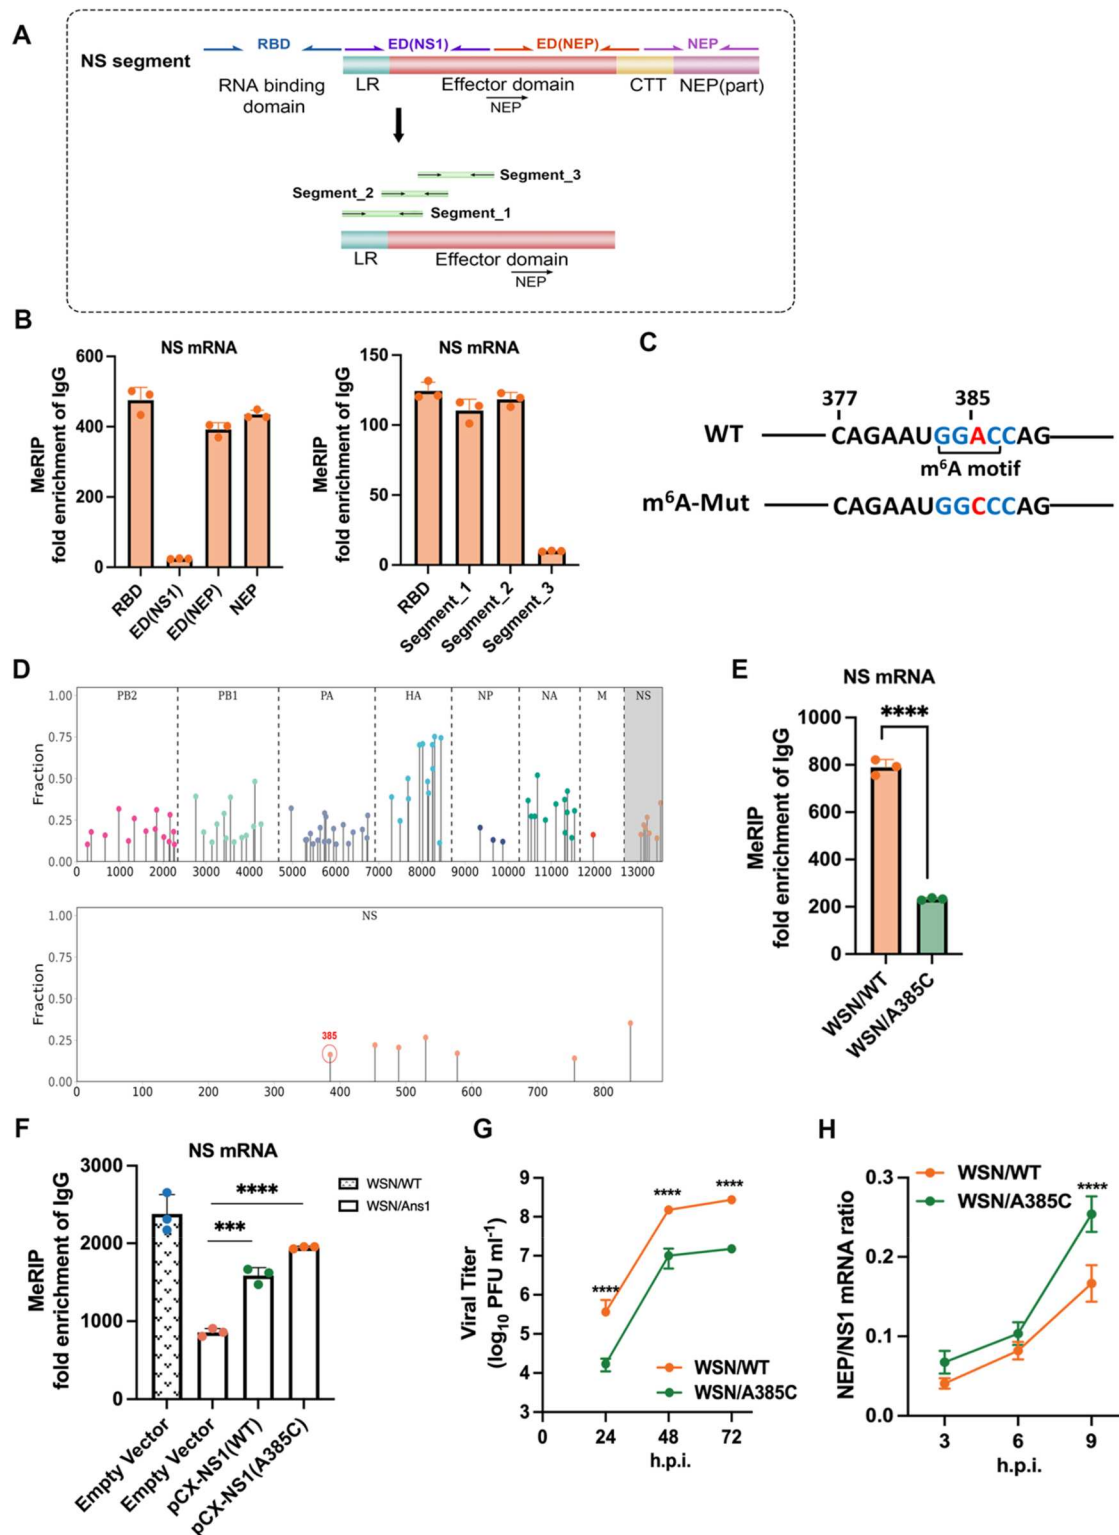 A
NS segment
RBD
ED(NS1)
ED(NEP)
NEP
RNA binding
domain
LR
Effector domain
NEP
CTT
NEP(part)
Segment_3
Segment_2
Segment_1
LR
Effector domain
NEP
B
NS mRNA
MeRIP
fold enrichment of IgG
600
400
200
0
RBD
ED(NS1)
ED(NEP)
NEP
NS mRNA
MeRIP
fold enrichment of IgG
150
100
50
0
RBD
Segment_1
Segment_2
Segment_3
C
377 385
WT CAGAAUGGACCAG
m⁶A motif
m⁶A-Mut CAGAAUGGCCCAG
D
PB2 PB1 PA HA NP NA M NS
Fraction
1.00
0.75
0.50
0.25
0.00
0 1000 2000 3000 4000 5000 6000 7000 8000 9000 10000 11000 12000 13000
NS
Fraction
1.00
0.75
0.50
0.25
0.00
385
0 100 200 300 400 500 600 700 800
E
NS mRNA
****
MeRIP
fold enrichment of IgG
1000
800
600
400
200
0
WSN/WT
WSN/A385C
F
NS mRNA
MeRIP
fold enrichment of IgG
3000
2000
1000
0
****
***
WSN/WT
WSN/Ans1
Empty Vector
Empty Vector
pCX-NS1(WT)
pCX-NS1(A385C)
G
Viral Titer
(log₁₀ PFU ml⁻¹)
9
8
7
6
5
4
3
****
****
****
WSN/WT
WSN/A385C
0 24 48 72
h.p.i.
H
NEP/NS1 mRNA ratio
0.3
0.2
0.1
0.0
WSN/WT
WSN/A385C
****
3 6 9
h.p.i.